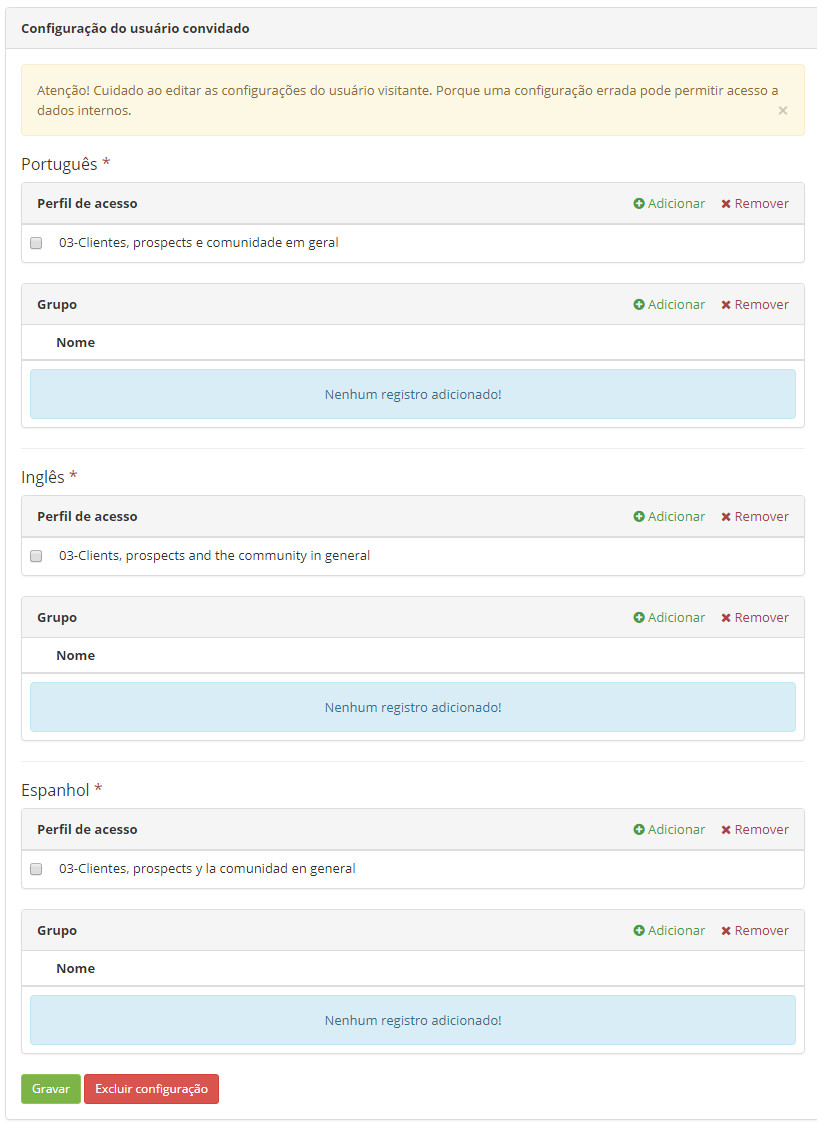 Configuração do usuário convidado
Atenção! Cuidado ao editar as configurações do usuário visitante. Porque uma configuração errada pode permitir acesso a
dados internos. ×
Português *
Perfil de acesso Adicionar Remover
03-Clientes, prospects e comunidade em geral
Grupo Adicionar Remover
Nome
Nenhum registro adicionado!
Inglês *
Perfil de acesso Adicionar Remover
03-Clients, prospects and the community in general
Grupo Adicionar Remover
Nome
Nenhum registro adicionado!
Espanhol *
Perfil de acesso Adicionar Remover
03-Clientes, prospects y la comunidad en general
Grupo Adicionar Remover
Nome
Nenhum registro adicionado!
Gravar Excluir configuração